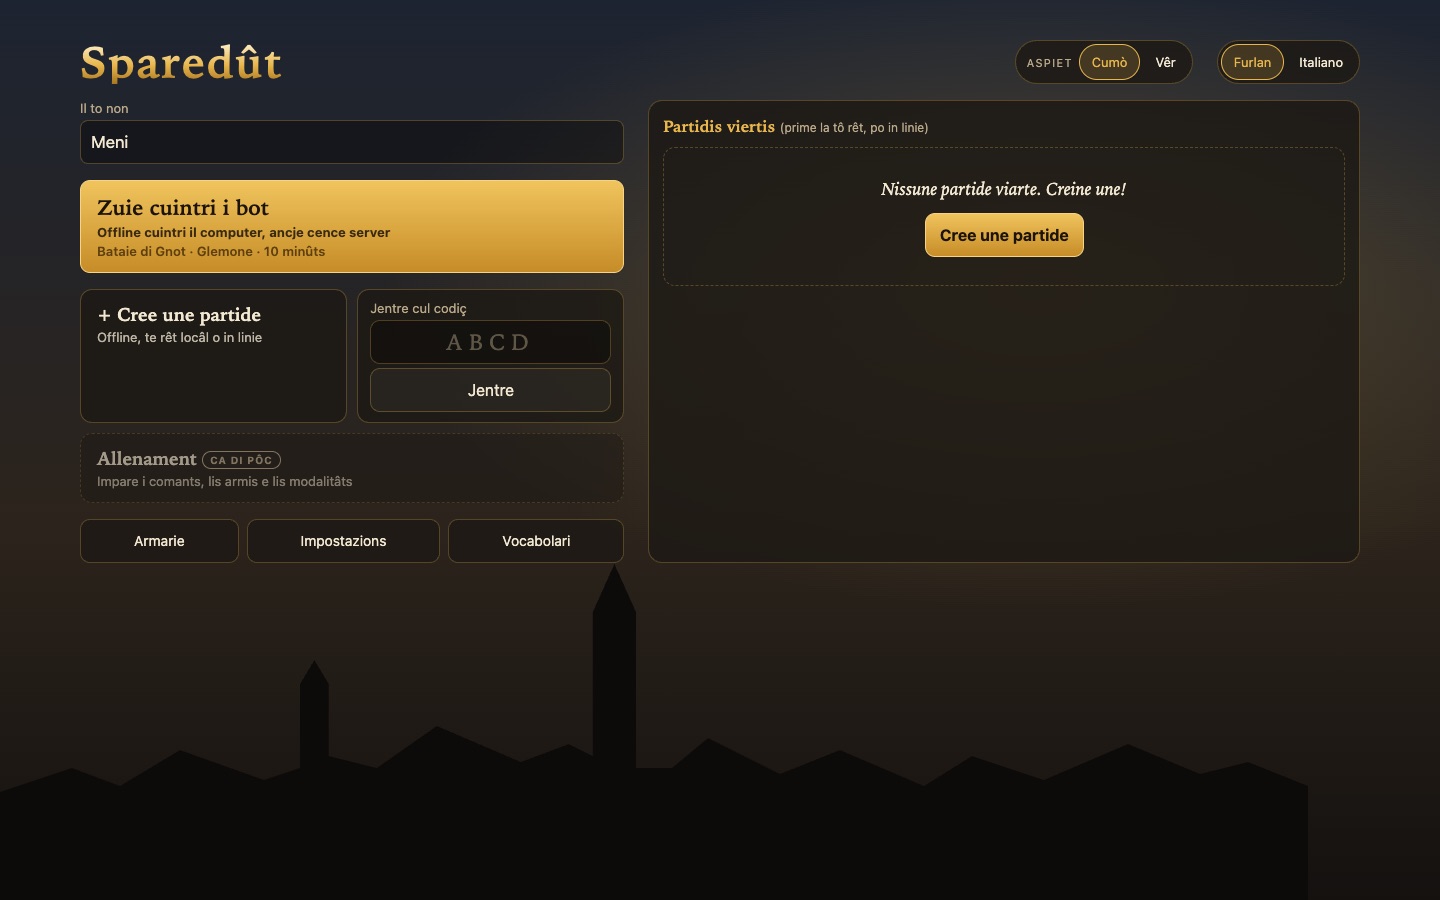 Sparedût
ASPIET Cumò Vêr Furlan Italiano
Il to non
Meni
Zuie cuintri i bot
Offline cuintri il computer, ancje cence server
Bataie di Gnot · Glemone · 10 minûts
+ Cree une partide
Offline, te rêt locâl o in linie
Jentre cul codiç
ABCD
Jentre
Allenament CA DI PÔC
Impare i comants, lis armis e lis modalitâts
Armarie Impostazions Vocabolari
Partidis viertis (prime la tô rêt, po in linie)
Nissune partide viarte. Creine une!
Cree une partide